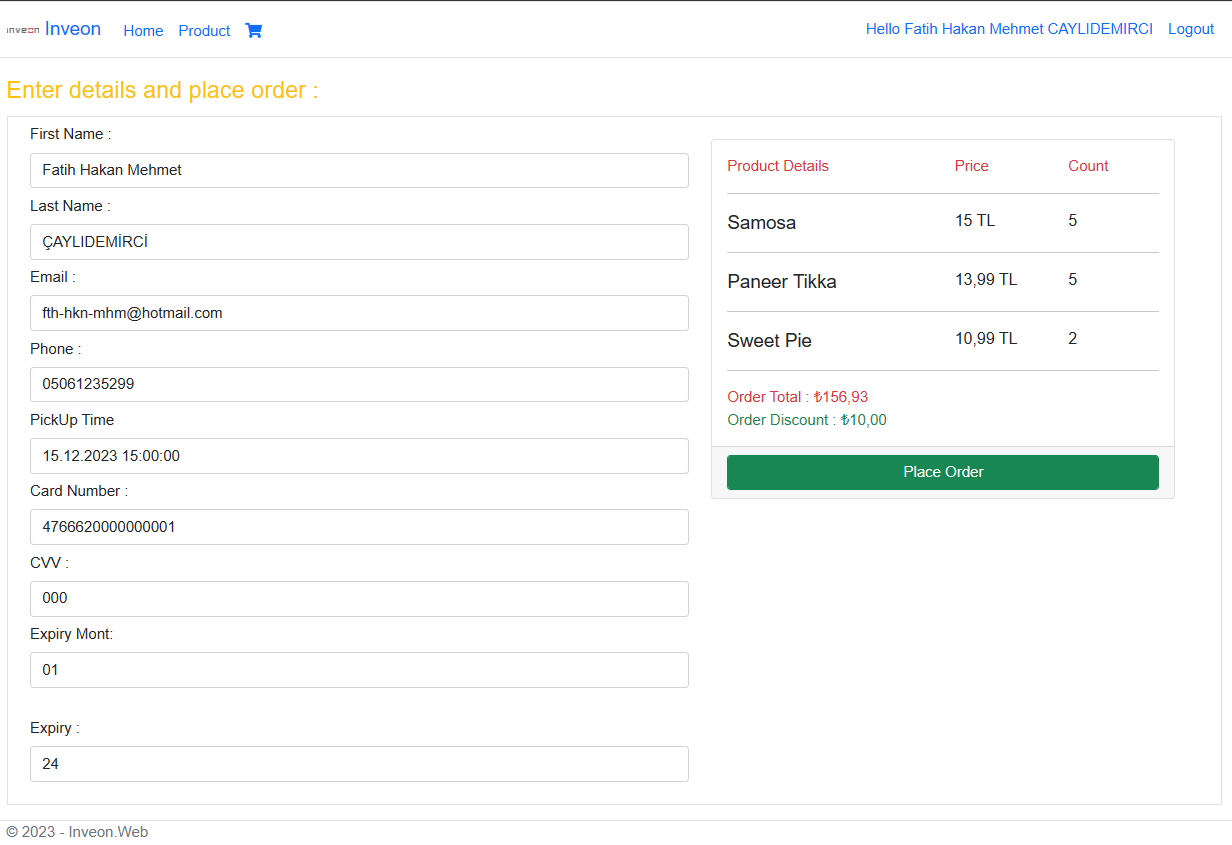 inveon Inveon Home Product Hello Fatih Hakan Mehmet CAYLIDEMIRCI Logout
Enter details and place order :
First Name :
Fatih Hakan Mehmet
Last Name :
ÇAYLIDEMİRCİ
Email :
fth-hkn-mhm@hotmail.com
Phone :
05061235299
PickUp Time
15.12.2023 15:00:00
Card Number :
4766620000000001
CVV :
000
Expiry Mont:
01
Expiry :
24
Product Details Price Count
Samosa 15 TL 5
Paneer Tikka 13,99 TL 5
Sweet Pie 10,99 TL 2
Order Total : ₺156,93
Order Discount : ₺10,00
Place Order
© 2023 - Inveon.Web